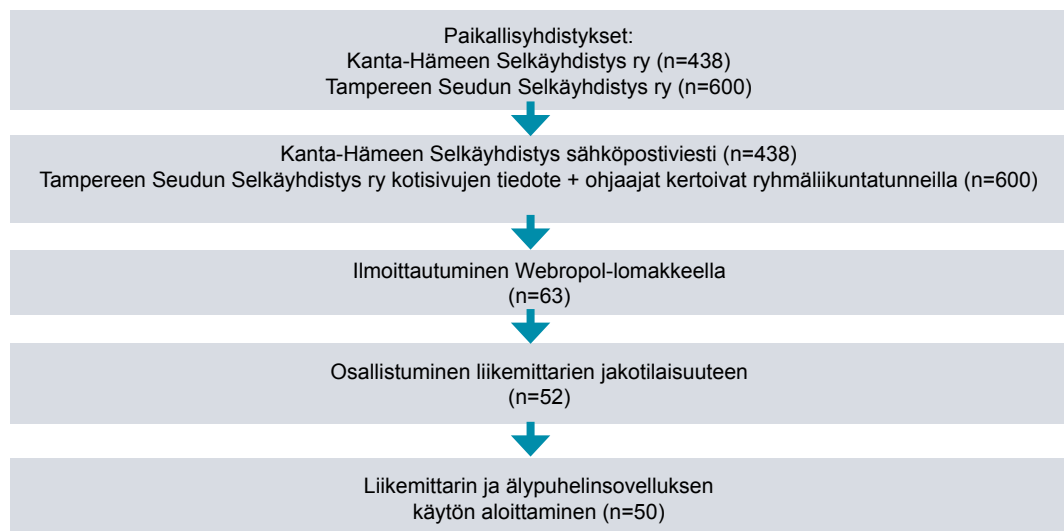 Paikallisyhdistykset:
Kanta-Hämeen Selkäyhdistys ry (n=438)
Tampereen Seudun Selkäyhdistys ry (n=600)
Kanta-Hämeen Selkäyhdistys sähköpostiviesti (n=438)
Tampereen Seudun Selkäyhdistys ry kotisivujen tiedote + ohjaajat kertoivat ryhmäliikuntatunneilla (n=600)
Ilmoittautuminen Webropol-lomakkeella
(n=63)
Osallistuminen liikemittarien jakotilaisuuteen
(n=52)
Liikemittarin ja älypuhelinsovelluksen
käytön aloittaminen (n=50)